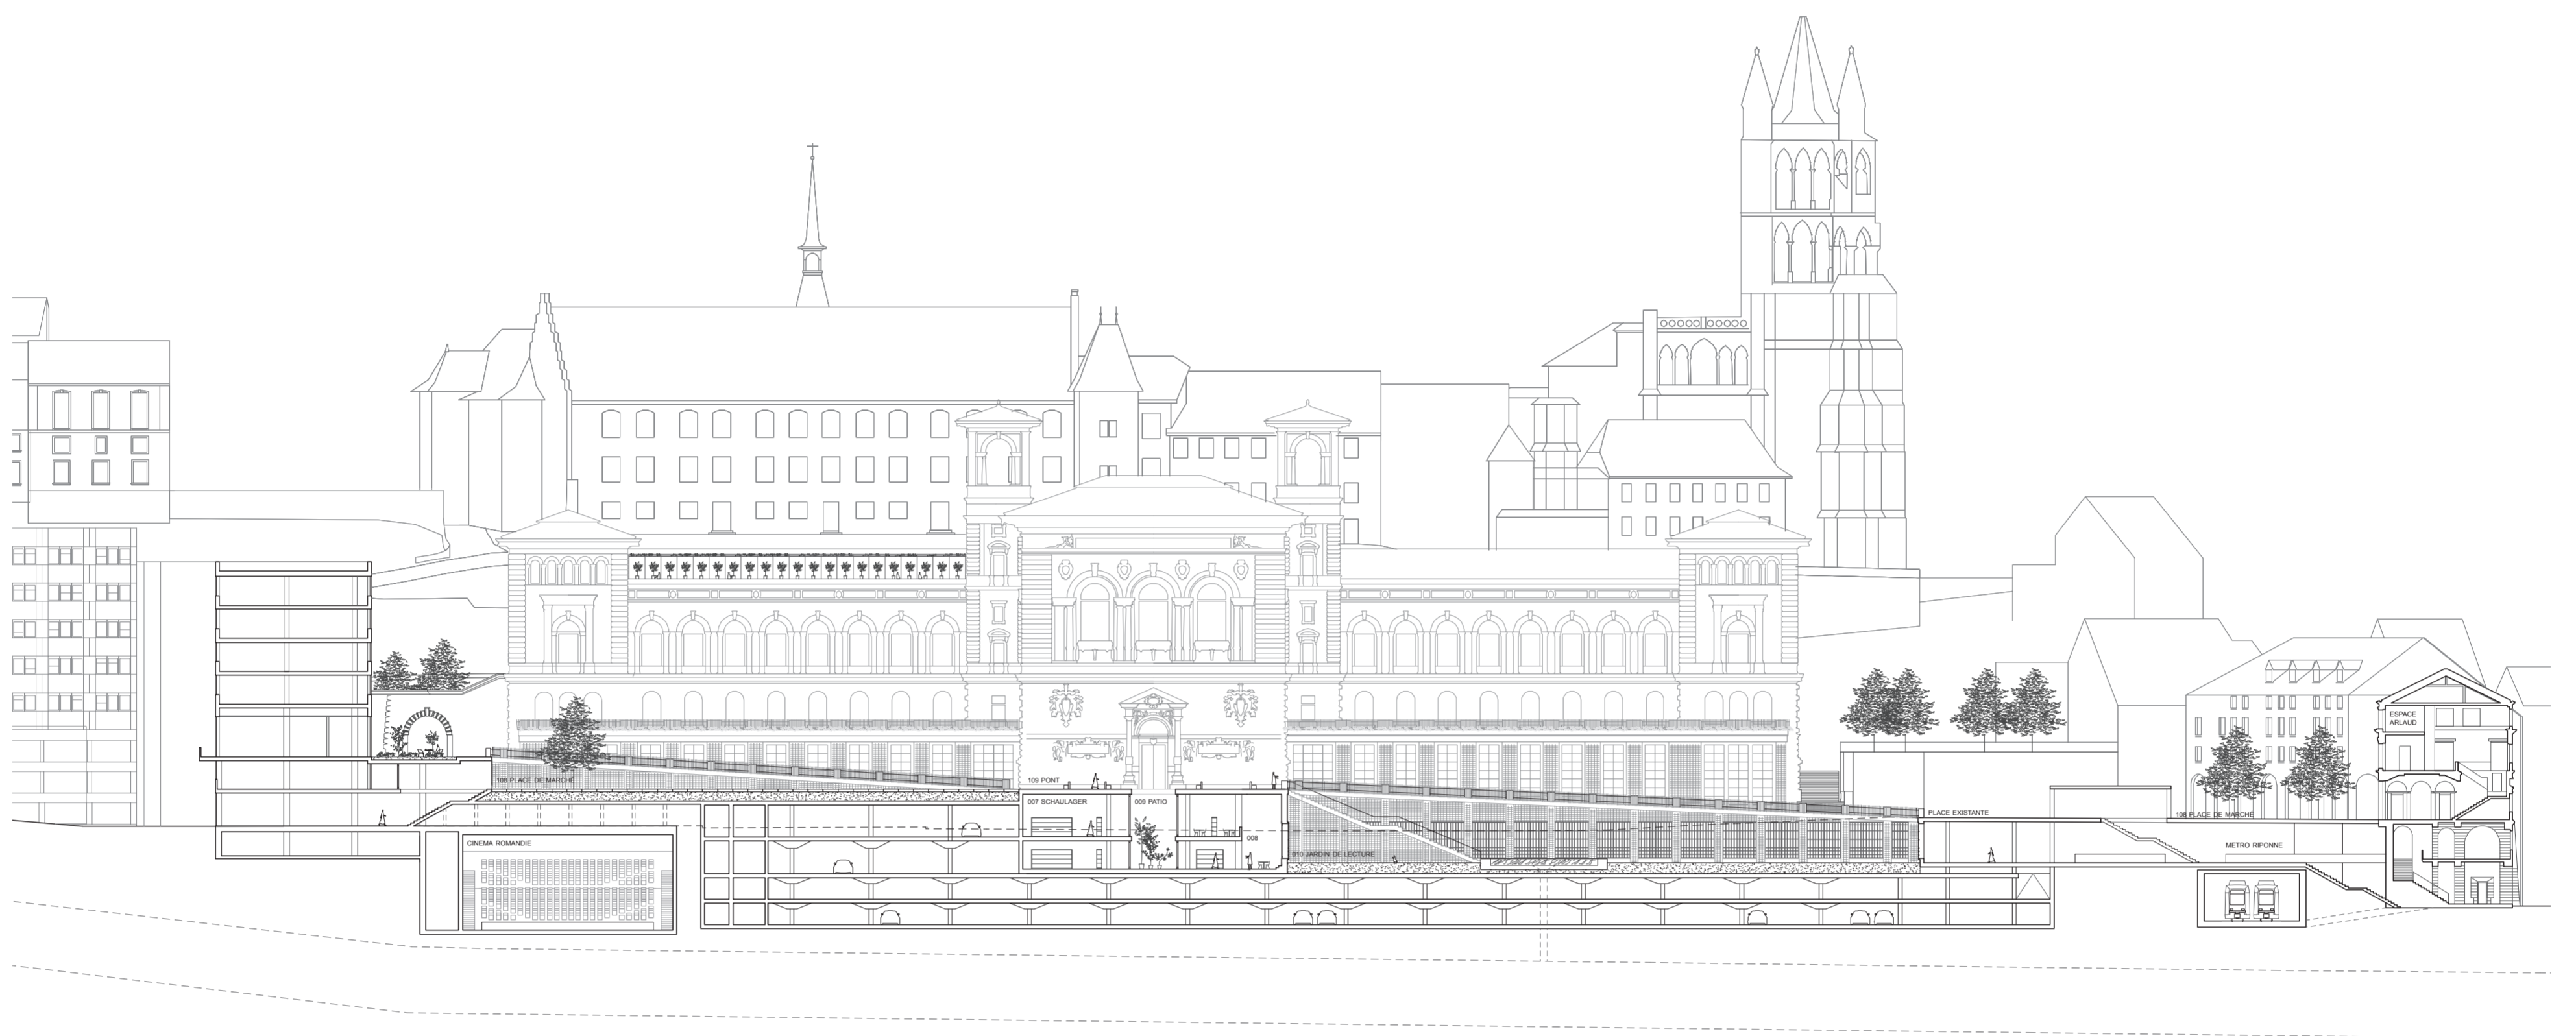 ESPACE
ARLAUD
108 PLACE DE MARCHÉ
109 PONT
007 SCHAULAGER
009 PATIO
PLACE EXISTANTE
108 PLACE DE MARCHÉ
008
CINEMA ROMANDIE
METRO RIPONNE
010 JARDIN DE LECTURE